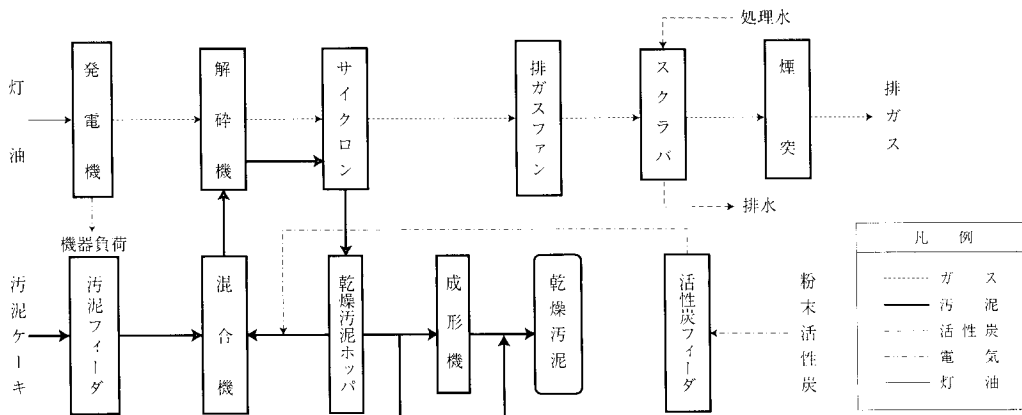 処理水
灯油
発電機
解砕機
サイクロン
排ガスファン
スクラバ
煙突
排ガス
排水
機器負荷
汚泥ケーキ
汚泥フィーダ
混合機
乾燥汚泥ホッパ
成形機
乾燥汚泥
活性炭フィーダ
粉末活性炭
凡例
ガス
汚泥
活性炭
電気
灯油